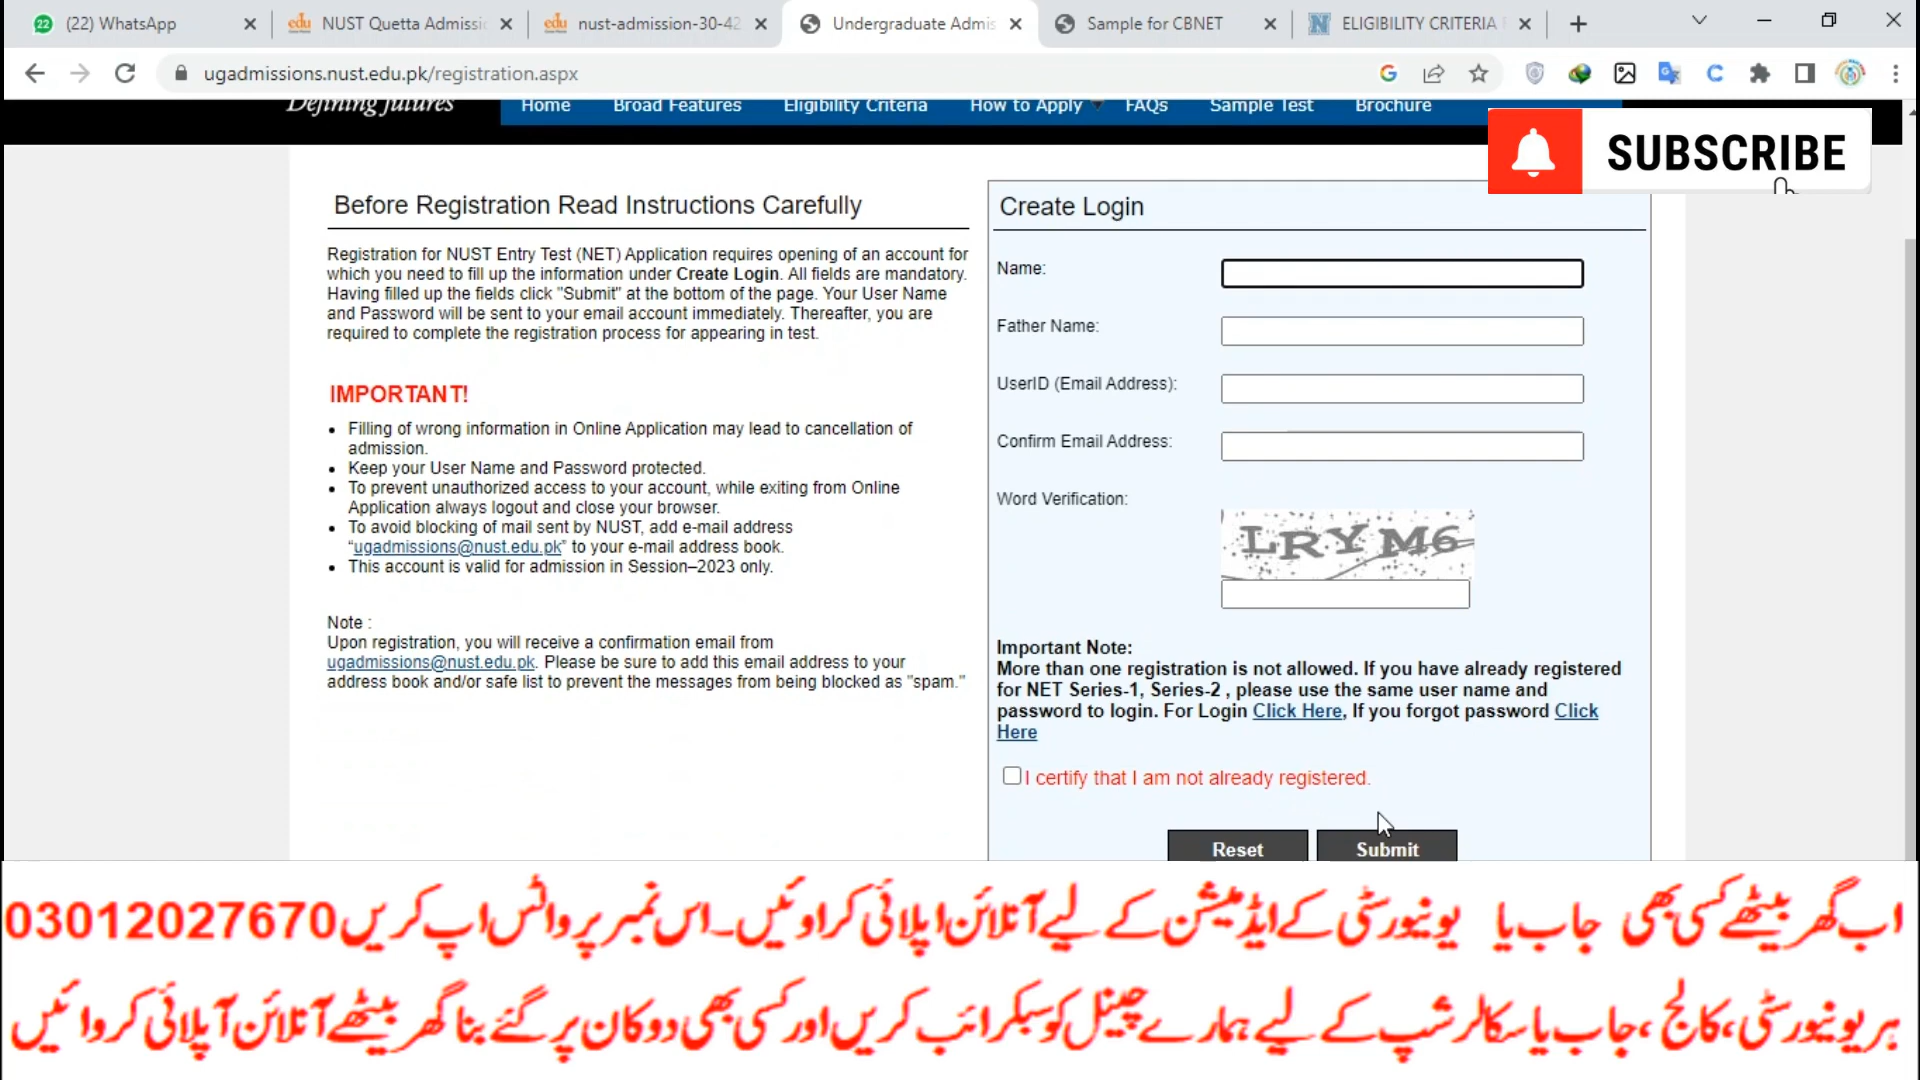 (22) WhatsApp
NUST Quetta Admissi
nust-admission-30-42
Undergraduate Admis
Sample for CBNET
ELIGIBILITY CRITERIA
ugadmissions.nust.edu.pk/registration.aspx
Defining futures
Home
Broad Features
Eligibility Criteria
How to Apply
FAQs
Sample Test
Brochure
SUBSCRIBE
Before Registration Read Instructions Carefully
Registration for NUST Entry Test (NET) Application requires opening of an account for
which you need to fill up the information under Create Login. All fields are mandatory.
Having filled up the fields click "Submit" at the bottom of the page. Your User Name
and Password will be sent to your email account immediately. Thereafter, you are
required to complete the registration process for appearing in test.
IMPORTANT!
• Filling of wrong information in Online Application may lead to cancellation of
admission.
• Keep your User Name and Password protected.
• To prevent unauthorized access to your account, while exiting from Online
Application always logout and close your browser.
• To avoid blocking of mail sent by NUST, add e-mail address
“ugadmissions@nust.edu.pk” to your e-mail address book.
• This account is valid for admission in Session–2023 only.
Note :
Upon registration, you will receive a confirmation email from
ugadmissions@nust.edu.pk. Please be sure to add this email address to your
address book and/or safe list to prevent the messages from being blocked as "spam."
Create Login
Name:
Father Name:
UserID (Email Address):
Confirm Email Address:
Word Verification:
LRYM6
Important Note:
More than one registration is not allowed. If you have already registered
for NET Series-1, Series-2 , please use the same user name and
password to login. For Login Click Here, If you forgot password Click
Here
I certify that I am not already registered.
Reset
Submit
اب گھر بیٹھے کسی بھی جاب یا یونیورسٹی کے ایڈمیشن کے لیے آنلائن اپلائی کراوئیں۔ اس نمبر پر واٹس اپ کریں 03012027670
ہر یونیورسٹی، کالج، جاب یا سکالرشپ کے لیے ہمارے چینل کو سبکرائب کریں اور کسی بھی دوکان پر گئے بنا گھر بیٹھے آنلائن آپلائی کروائیں